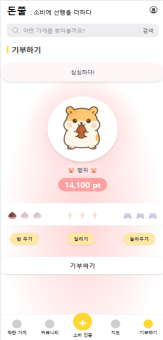 돈쭐 : 소비에 선행을 더하다
어떤 가게를 찾아볼까요? 검색
기부하기
심심하다!
햄쥐
14,100 pt
밥 주기 달리기 놀아주기
기부하기
착한 가게 커뮤니티 소비 인증 지도 기부하기